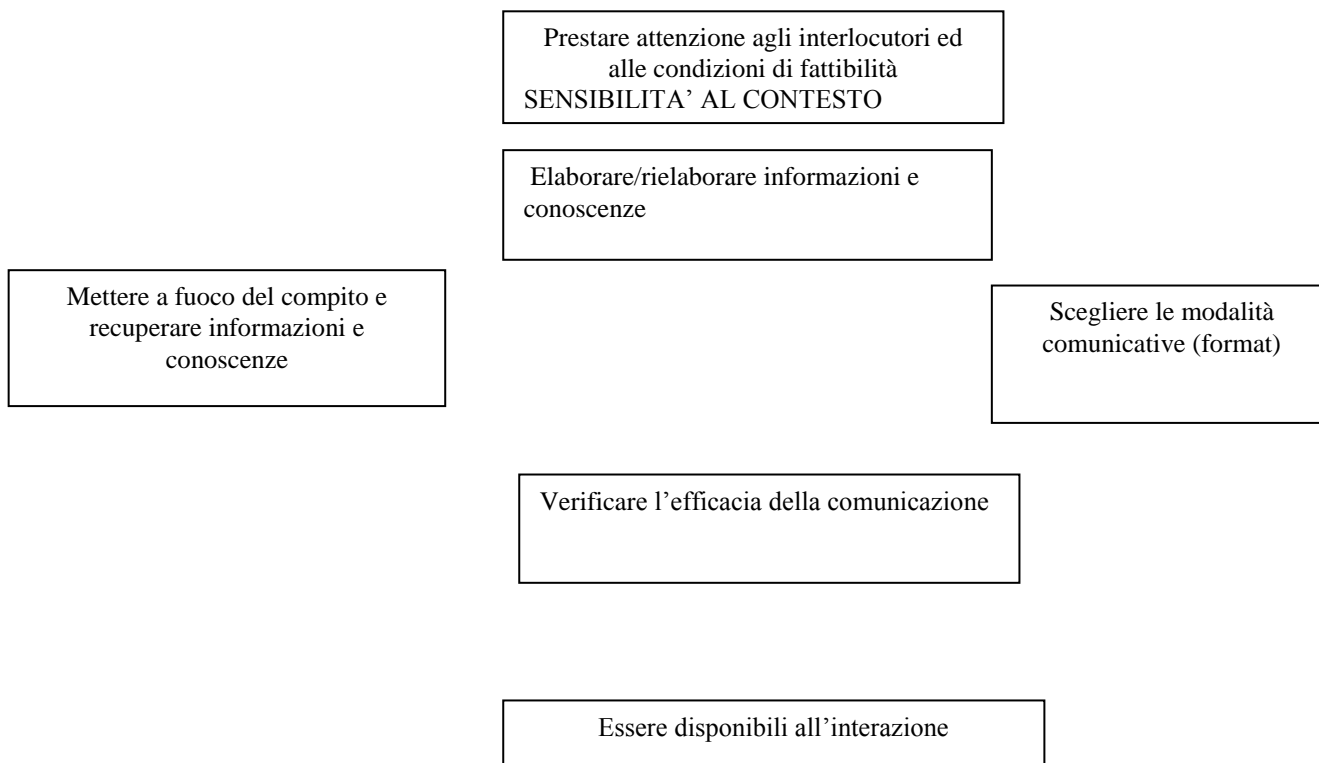 Prestare attenzione agli interlocutori ed
alle condizioni di fattibilità
SENSIBILITA’ AL CONTESTO
Elaborare/rielaborare informazioni e
conoscenze
Mettere a fuoco del compito e
recuperare informazioni e
conoscenze
Scegliere le modalità
comunicative (format)
Verificare l’efficacia della comunicazione
Essere disponibili all’interazione